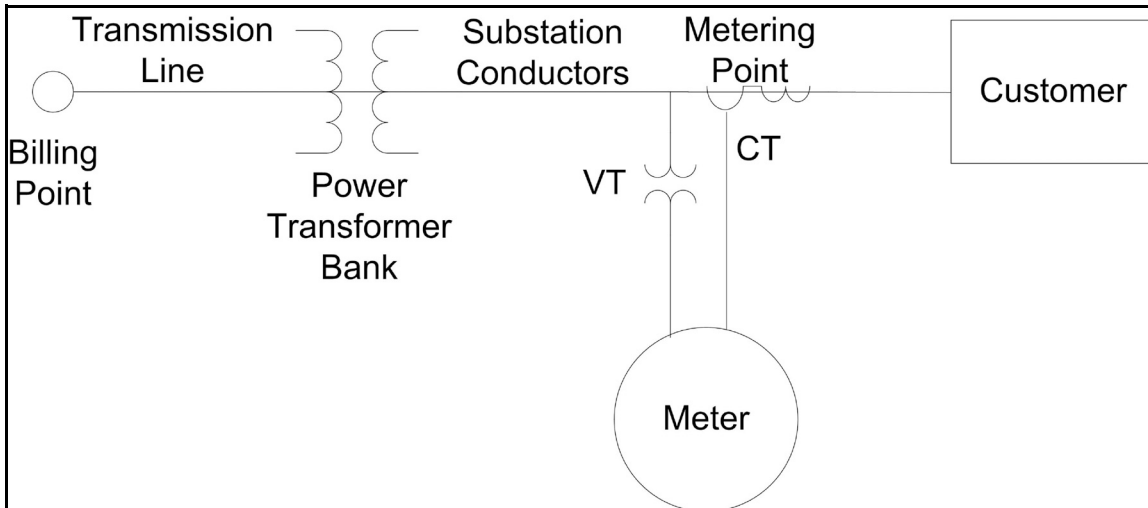 Transmission
Line
Substation
Conductors
Metering
Point
Customer
Billing
Point
Power
Transformer
Bank
VT
CT
Meter